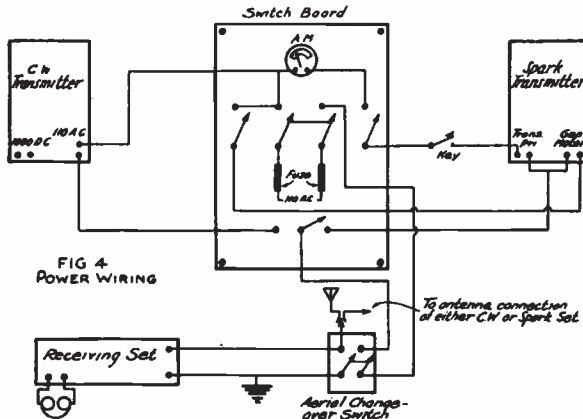 Switch Board
AM
CW
Transmitter
1000 DC
110 AC
Spark
Transmitter
Trans.
Pri
Gap
Motor
Key
Fuse
110 AC
FIG 4
POWER WIRING
To antenna connection
of either CW or Spark Set
Receiving Set
Aerial Change-
over Switch